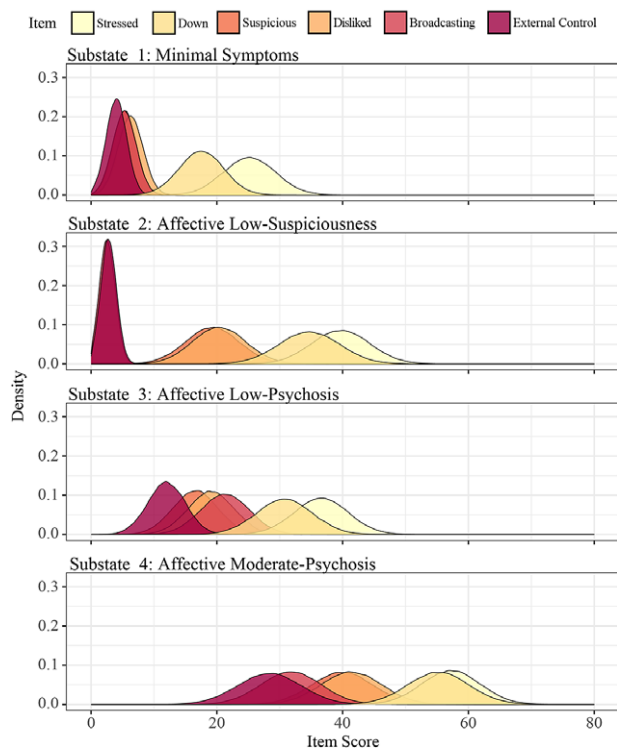 Item Stressed Down Suspicious Disliked Broadcasting External Control
Substate 1: Minimal Symptoms
0.3
0.2
0.1
0.0
Substate 2: Affective Low-Suspiciousness
0.3
0.2
0.1
0.0
Substate 3: Affective Low-Psychosis
0.3
0.2
0.1
0.0
Substate 4: Affective Moderate-Psychosis
0.3
0.2
0.1
0.0
Density
0 20 40 60 80
Item Score